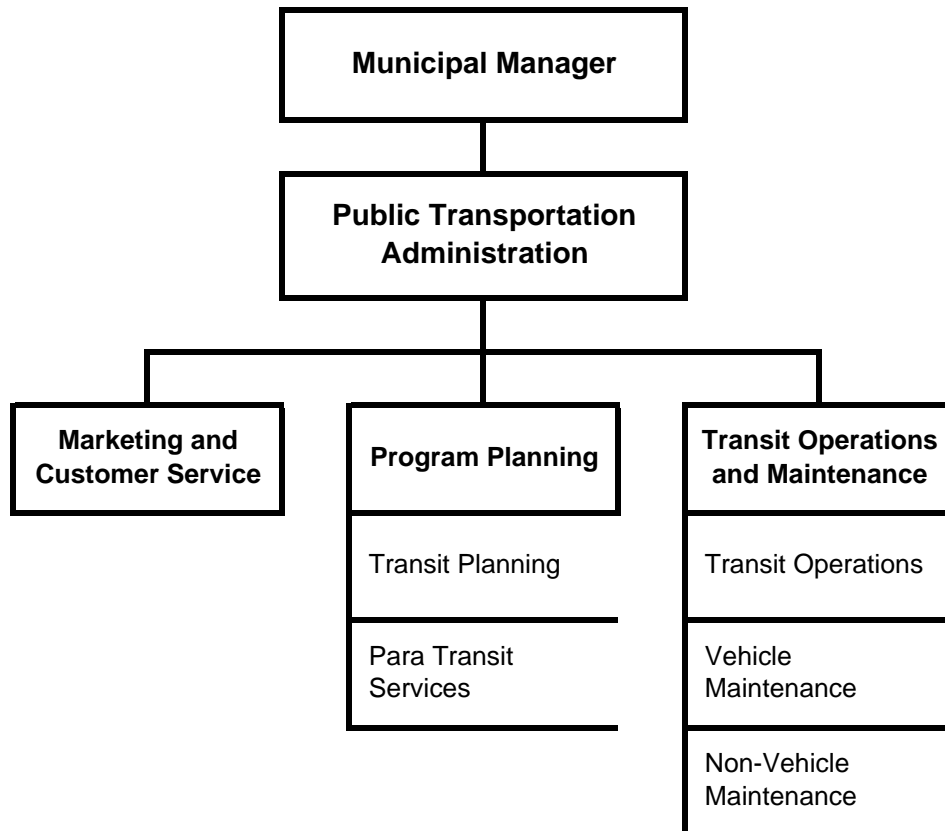 Municipal Manager
Public Transportation
Administration
Marketing and
Customer Service
Program Planning
Transit Planning
Para Transit
Services
Transit Operations
and Maintenance
Transit Operations
Vehicle
Maintenance
Non-Vehicle
Maintenance